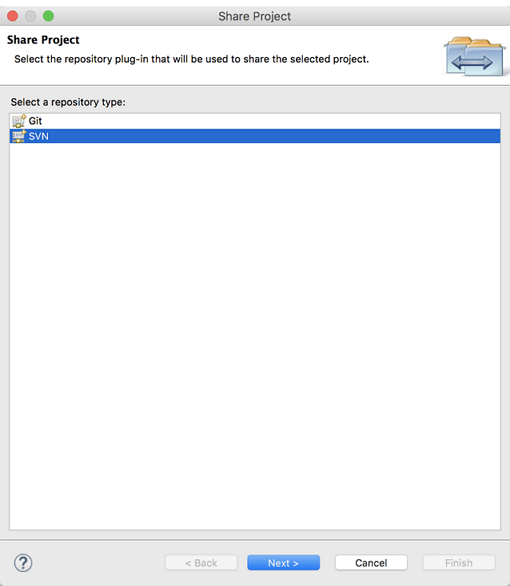 Share Project
Share Project
Select the repository plug-in that will be used to share the selected project.
Select a repository type:
Git
SVN
?
< Back
Next >
Cancel
Finish